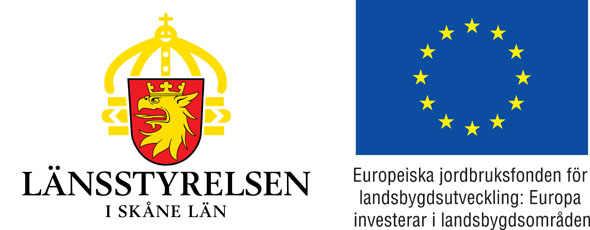 LÄNSSTYRELSEN
I SKÅNE LÄN
Europeiska jordbruksfonden för
landsbygdsutveckling: Europa
investerar i landsbygdsområden